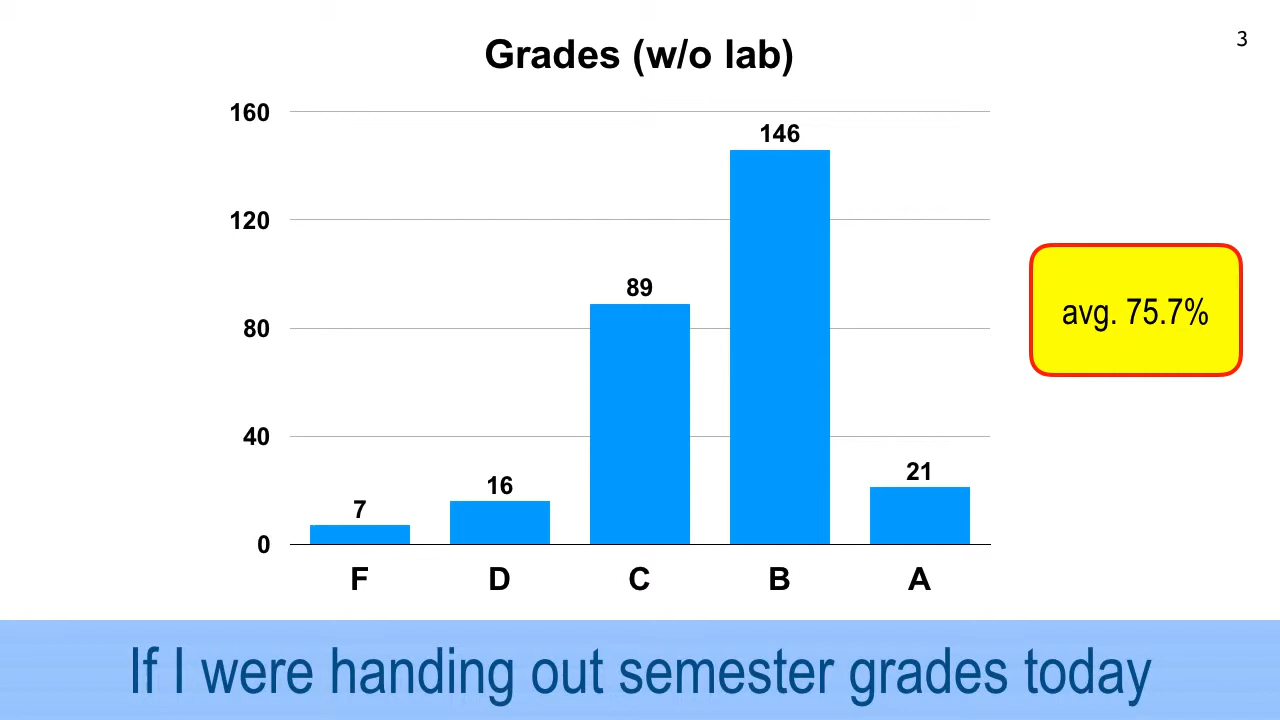 3
Grades (w/o lab)
160
120
80
40
0
7
16
89
146
21
F D C B A
avg. 75.7%
If I were handing out semester grades today